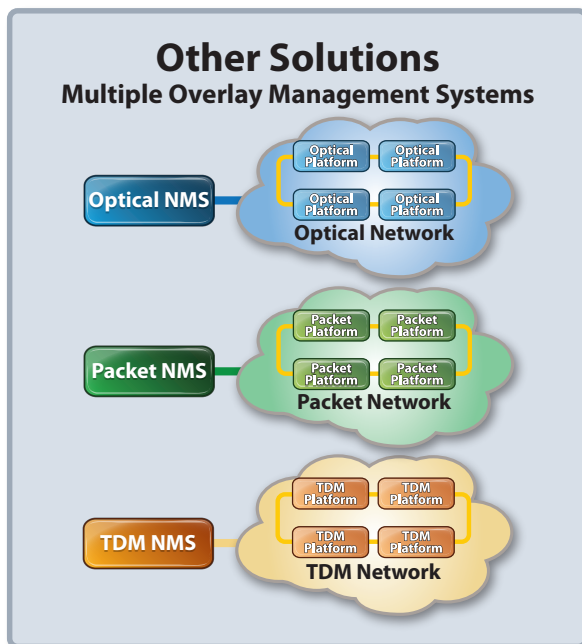 Other Solutions
Multiple Overlay Management Systems
Optical NMS
Optical
Platform
Optical
Platform
Optical
Platform
Optical
Platform
Optical Network
Packet NMS
Packet
Platform
Packet
Platform
Packet
Platform
Packet
Platform
Packet Network
TDM NMS
TDM
Platform
TDM
Platform
TDM
Platform
TDM
Platform
TDM Network